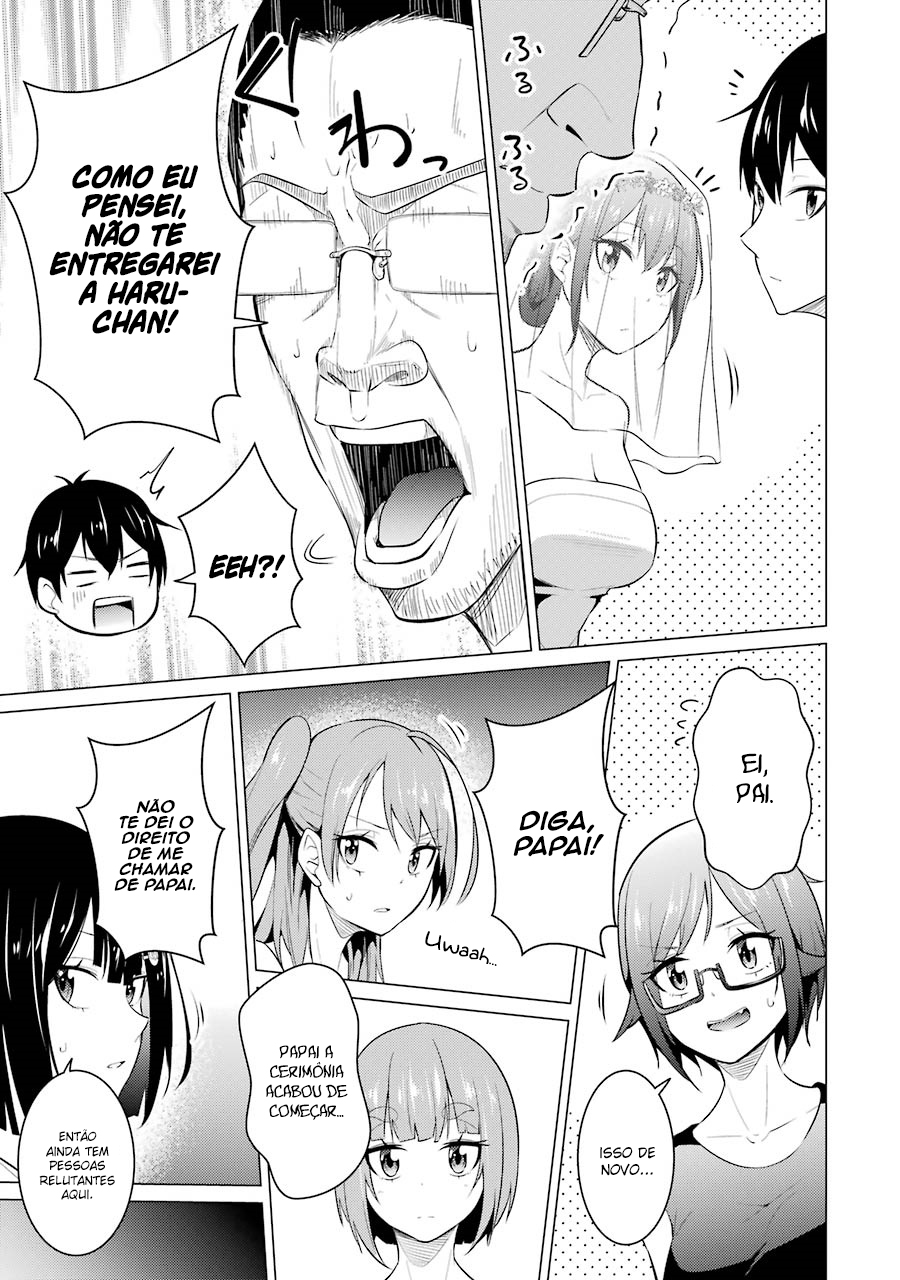 ふる
ふる
くわっ
COMO EU
PENSEI,
NÃO TE
ENTREGAREI
A HARU-
CHAN!
EEH?!
EI,
PAI.
ISSO DE
NOVO...
DIGA,
PAPAI!
Uwaah...
NÃO
TE DEI O
DIREITO
DE ME
CHAMAR
DE PAPAI.
PAPAI A
CERIMÔNIA
ACABOU DE
COMEÇAR...
ENTÃO
AINDA TEM
PESSOAS
RELUTANTES
AQUI.